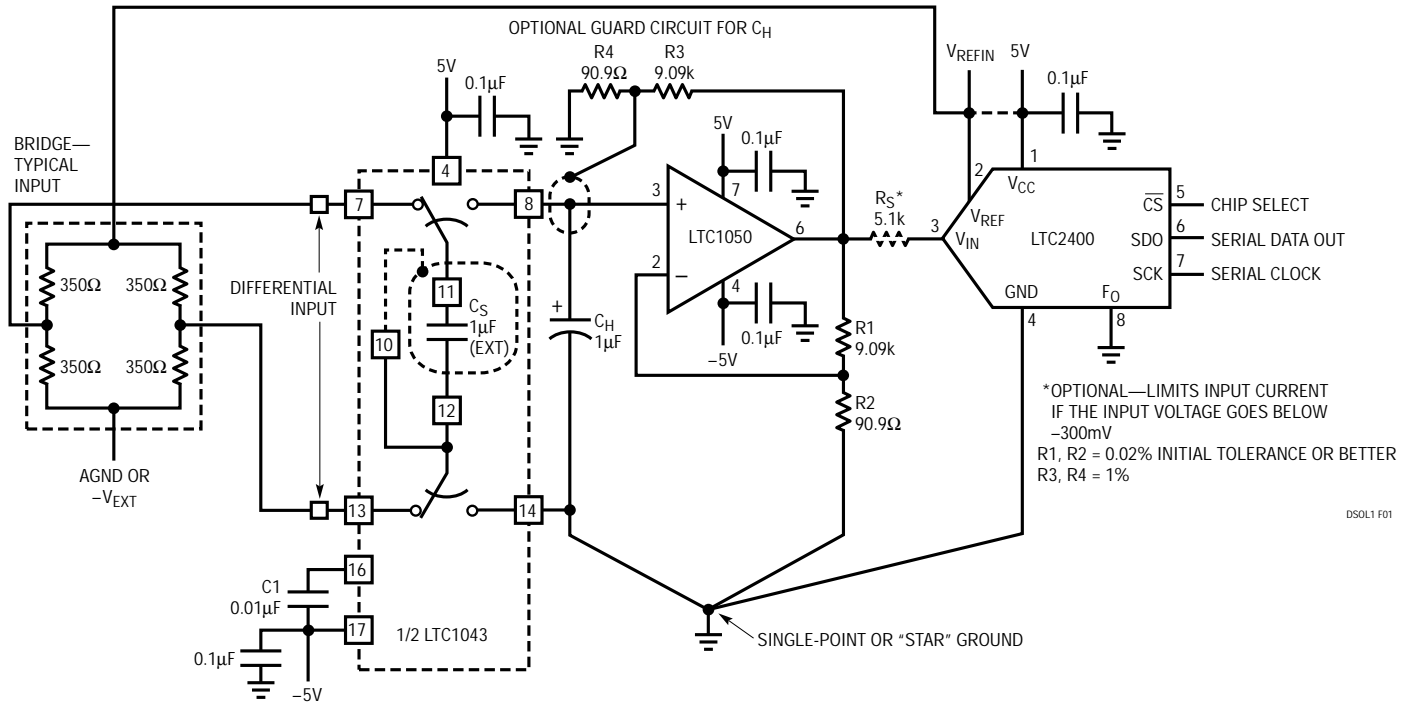 OPTIONAL GUARD CIRCUIT FOR CH
R4
90.9Ω
R3
9.09k
VREFIN
5V
5V
0.1µF
0.1µF
BRIDGE—
TYPICAL
INPUT
4
5V
0.1µF
2
1
VCC
7
8
3
+
7
LTC1050
6
RS*
5.1k
3
VREF
VIN
LTC2400
CS
5
CHIP SELECT
SDO
6
SERIAL DATA OUT
SCK
7
SERIAL CLOCK
2
–
4
GND
FO
4
8
350Ω
350Ω
DIFFERENTIAL
INPUT
11
CS
1µF
(EXT)
10
+
CH
1µF
0.1µF
–5V
R1
9.09k
350Ω
350Ω
12
R2
90.9Ω
*OPTIONAL—LIMITS INPUT CURRENT
IF THE INPUT VOLTAGE GOES BELOW
–300mV
R1, R2 = 0.02% INITIAL TOLERANCE OR BETTER
R3, R4 = 1%
AGND OR
–VEXT
13
14
DSOL1 F01
16
C1
0.01µF
17
1/2 LTC1043
0.1µF
–5V
SINGLE-POINT OR "STAR" GROUND